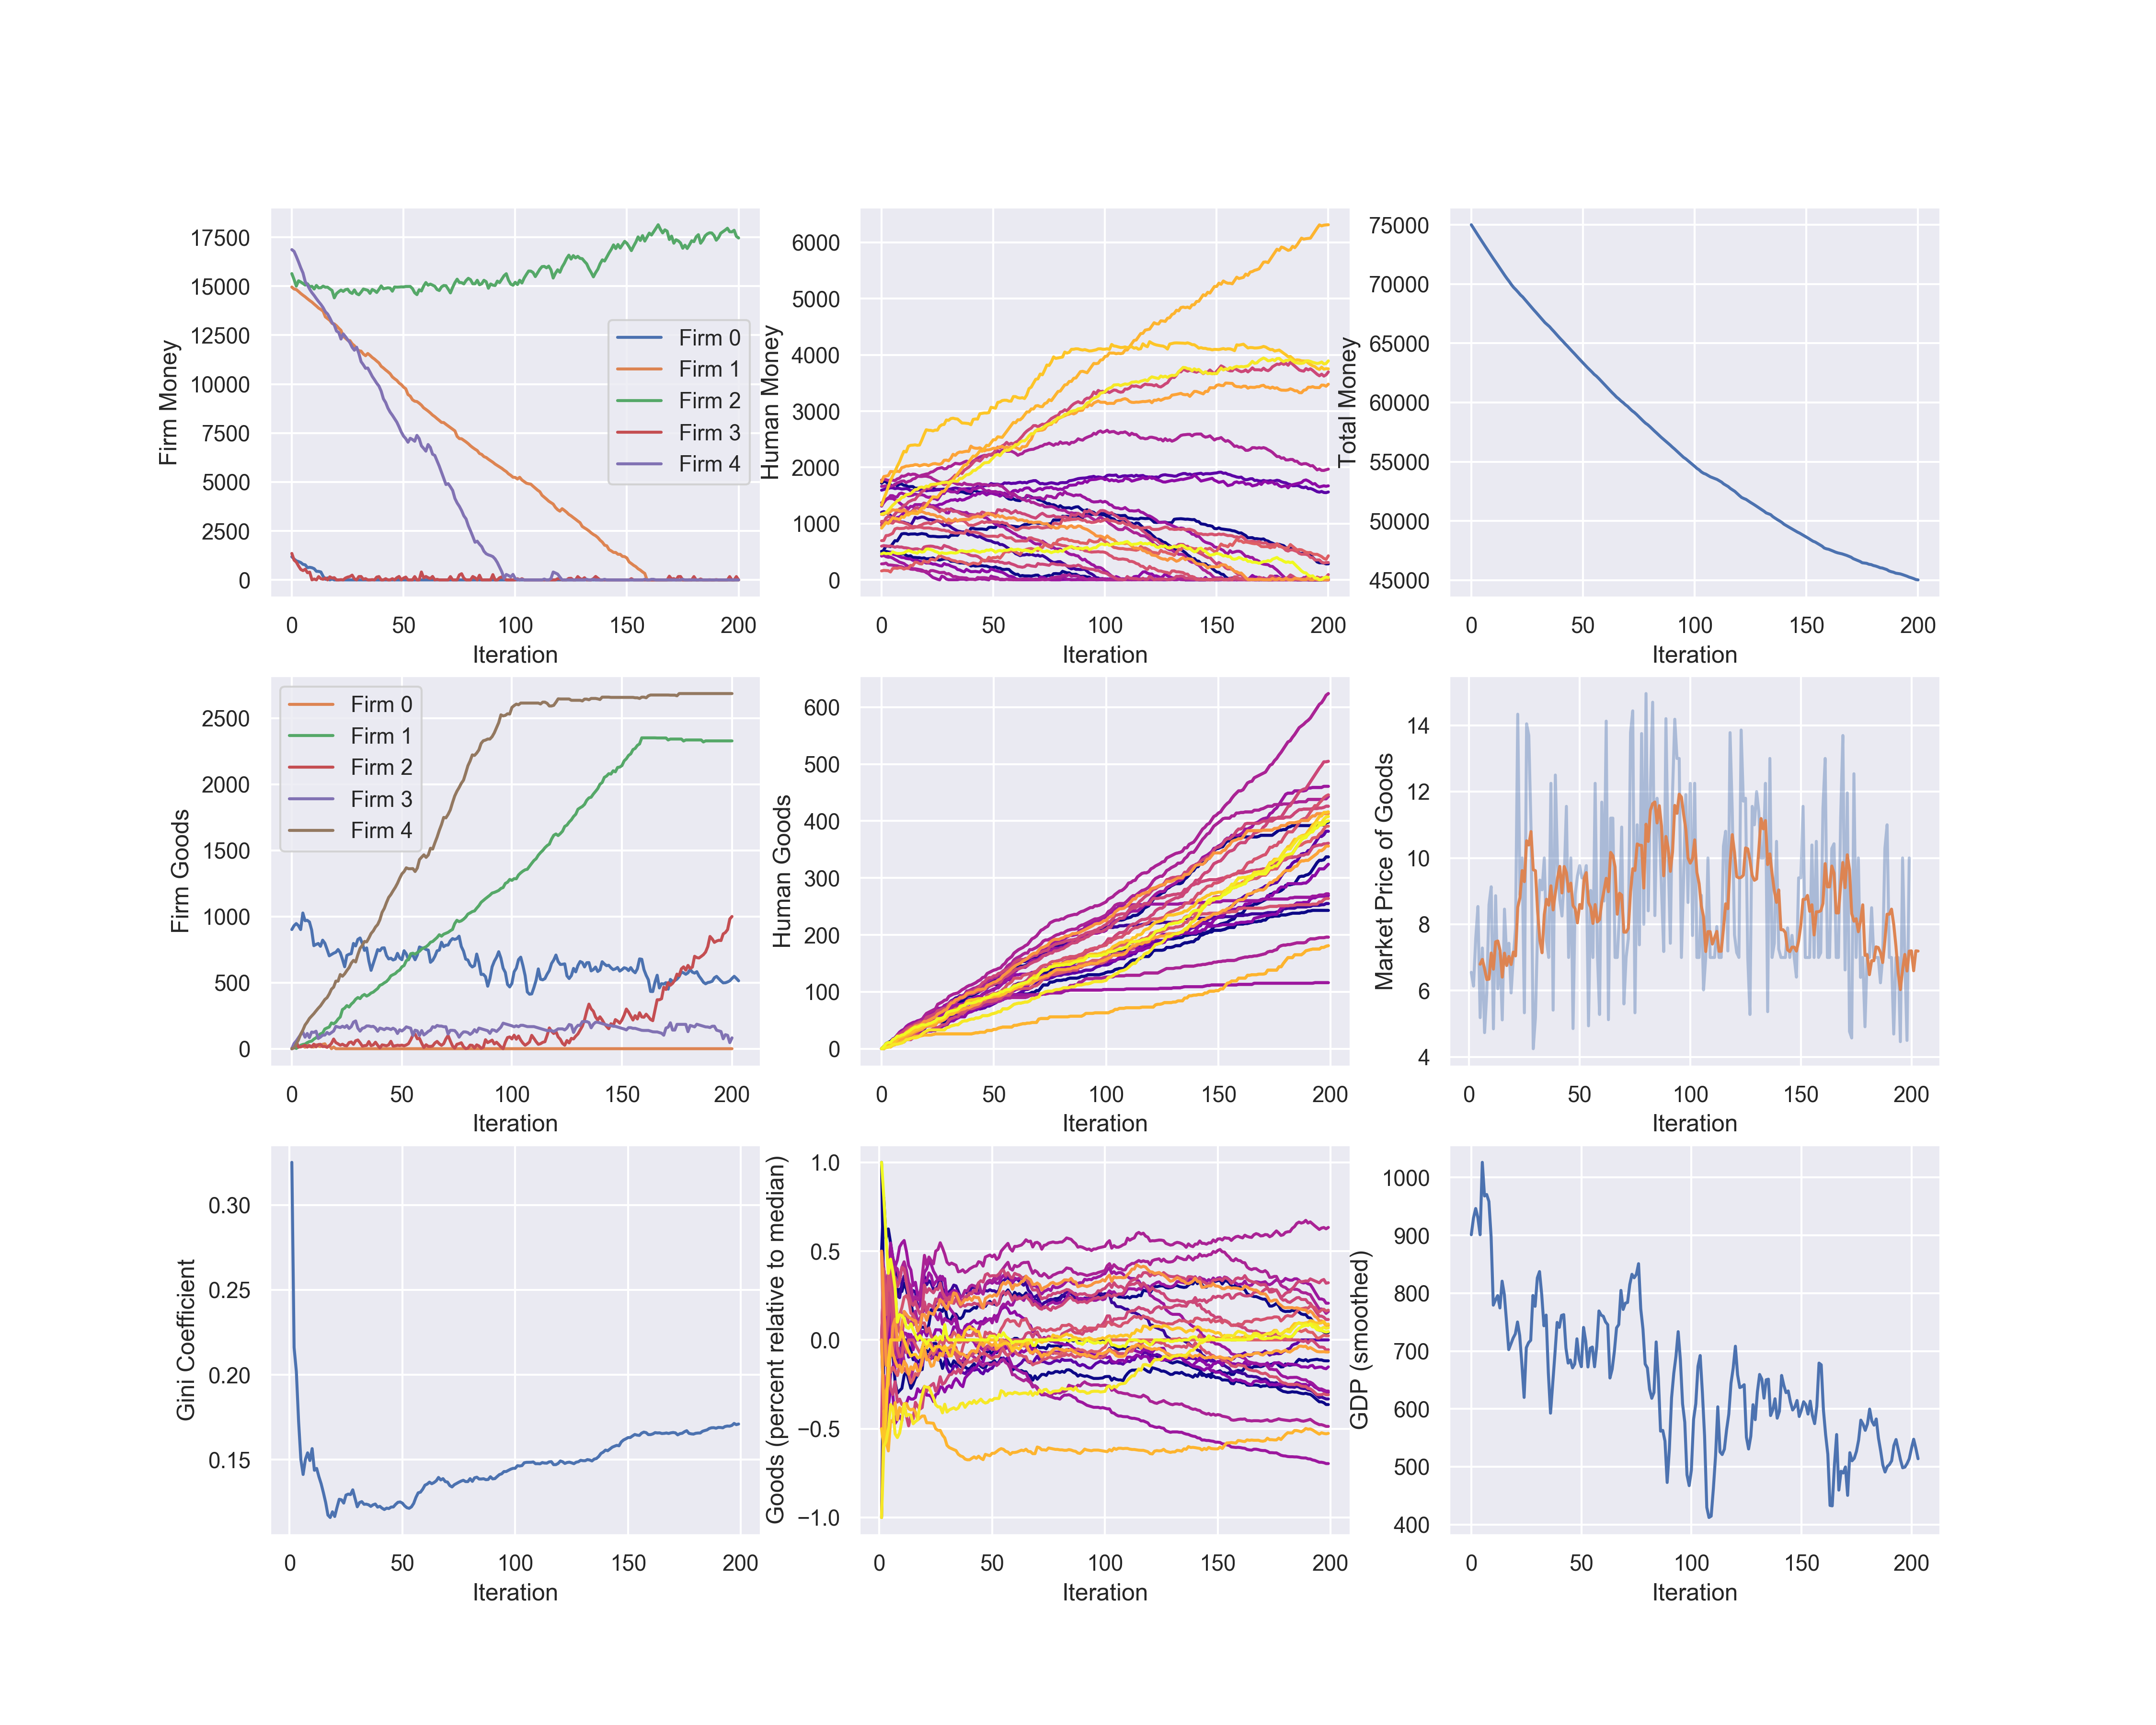 17500
15000
12500
10000
7500
5000
2500
0
Firm Money
0 50 100 150 200
Iteration
Firm 0
Firm 1
Firm 2
Firm 3
Firm 4
6000
5000
4000
3000
2000
1000
0
Human Money
0 50 100 150 200
Iteration
75000
70000
65000
60000
55000
50000
45000
Total Money
0 50 100 150 200
Iteration
2500
2000
1500
1000
500
0
Firm Goods
0 50 100 150 200
Iteration
Firm 0
Firm 1
Firm 2
Firm 3
Firm 4
600
500
400
300
200
100
0
Human Goods
0 50 100 150 200
Iteration
14
12
10
8
6
4
Market Price of Goods
0 50 100 150 200
Iteration
0.30
0.25
0.20
0.15
Gini Coefficient
0 50 100 150 200
Iteration
1.0
0.5
0.0
−0.5
−1.0
Goods (percent relative to median)
0 50 100 150 200
Iteration
1000
900
800
700
600
500
400
GDP (smoothed)
0 50 100 150 200
Iteration